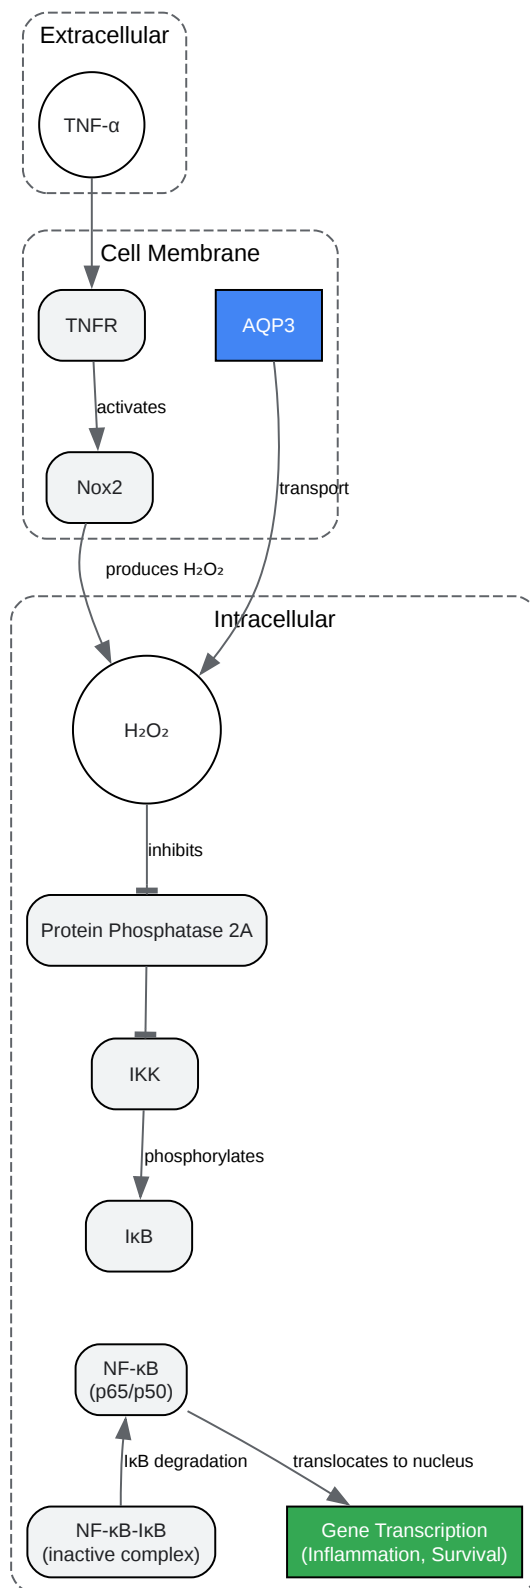 Extracellular
TNF-α
Cell Membrane
TNFR
AQP3
activates
Nox2
transport
produces H₂O₂
Intracellular
H₂O₂
inhibits
Protein Phosphatase 2A
IKK
phosphorylates
IκB
NF-κB
(p65/p50)
IκB degradation
translocates to nucleus
NF-κB-IκB
(inactive complex)
Gene Transcription
(Inflammation, Survival)